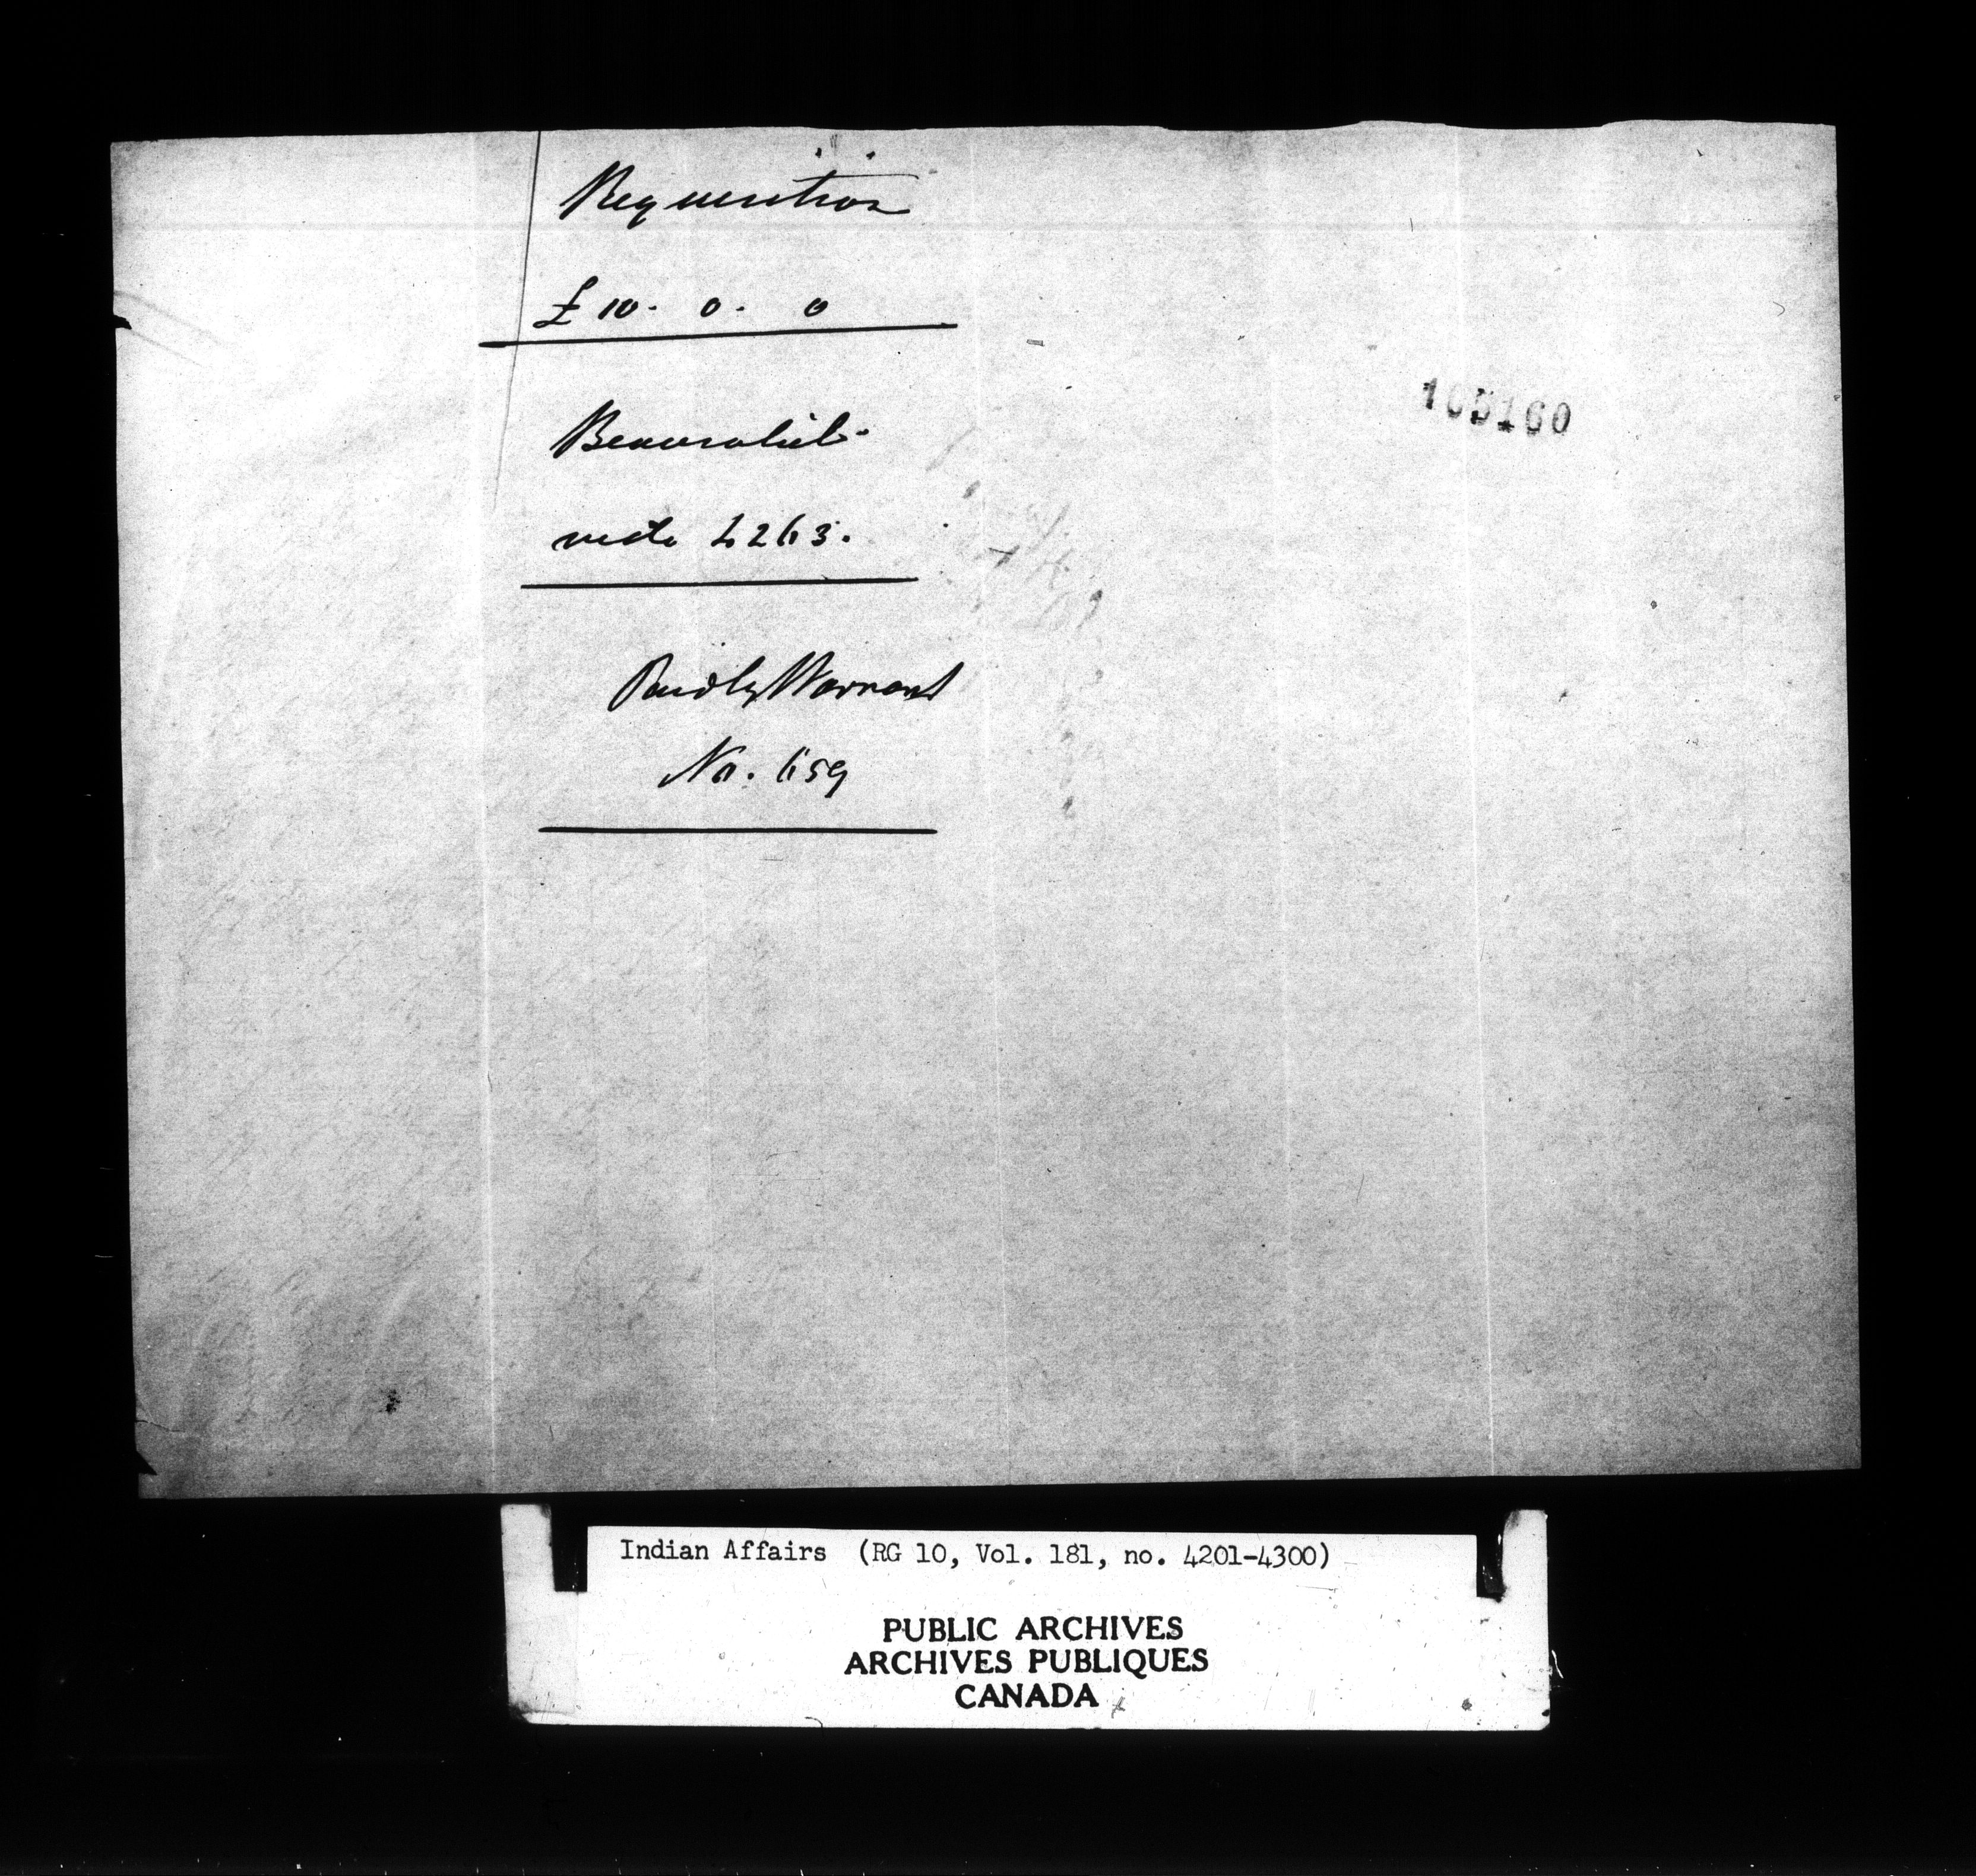 Requisition
£10. 0. 0
105160
vide 4263.
Paid by Warrant
No. 659
Indian Affairs (RG 10, Vol. 181, no. 4201-4300)
PUBLIC ARCHIVES
ARCHIVES PUBLIQUES
CANADA